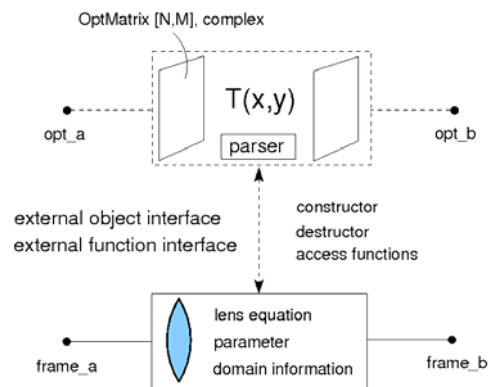 OptMatrix [N,M], complex
T(x,y)
parser
opt_a
opt_b
external object interface
external function interface
constructor
destructor
access functions
lens equation
parameter
domain information
frame_a
frame_b